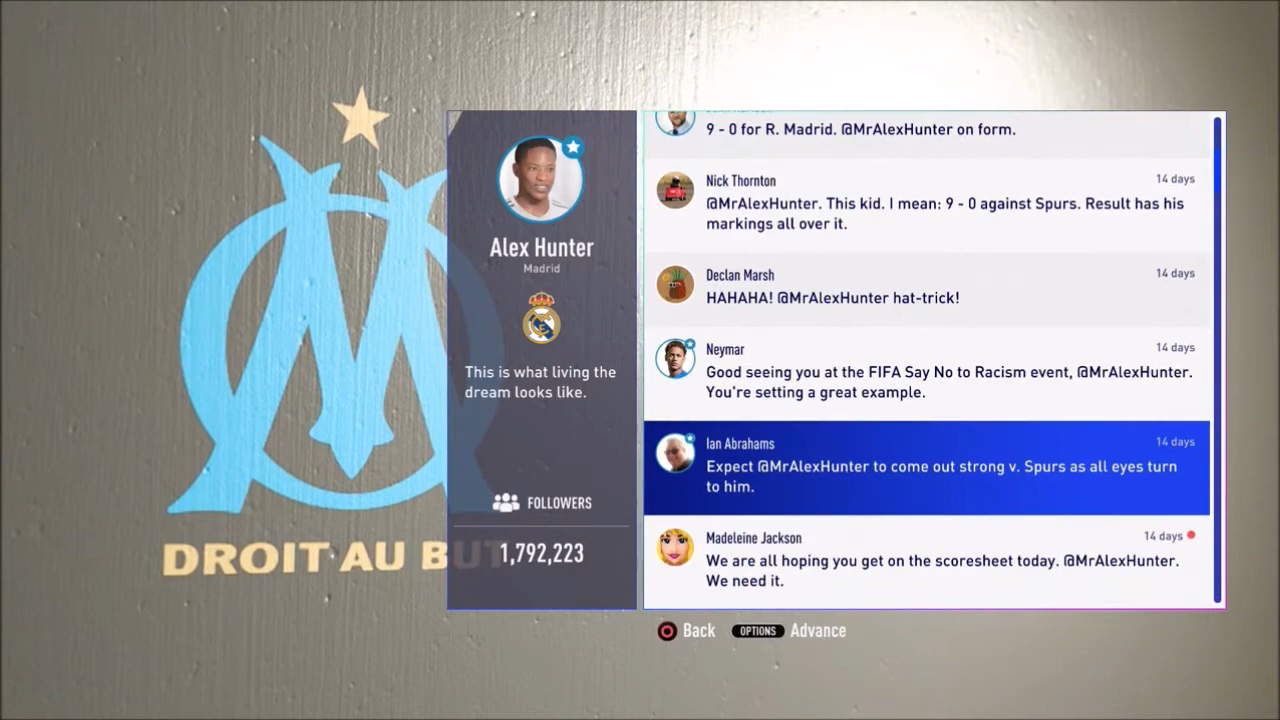 DROIT AU BUT
Alex Hunter
Madrid
This is what living the
dream looks like.
FOLLOWERS
1,792,223
9 - 0 for R. Madrid. @MrAlexHunter on form.
Nick Thornton
14 days
@MrAlexHunter. This kid. I mean: 9 - 0 against Spurs. Result has his
markings all over it.
Declan Marsh
14 days
HAHAHA! @MrAlexHunter hat-trick!
Neymar
14 days
Good seeing you at the FIFA Say No to Racism event, @MrAlexHunter.
You're setting a great example.
Ian Abrahams
14 days
Expect @MrAlexHunter to come out strong v. Spurs as all eyes turn
to him.
Madeleine Jackson
14 days
We are all hoping you get on the scoresheet today. @MrAlexHunter.
We need it.
Back
OPTIONS Advance